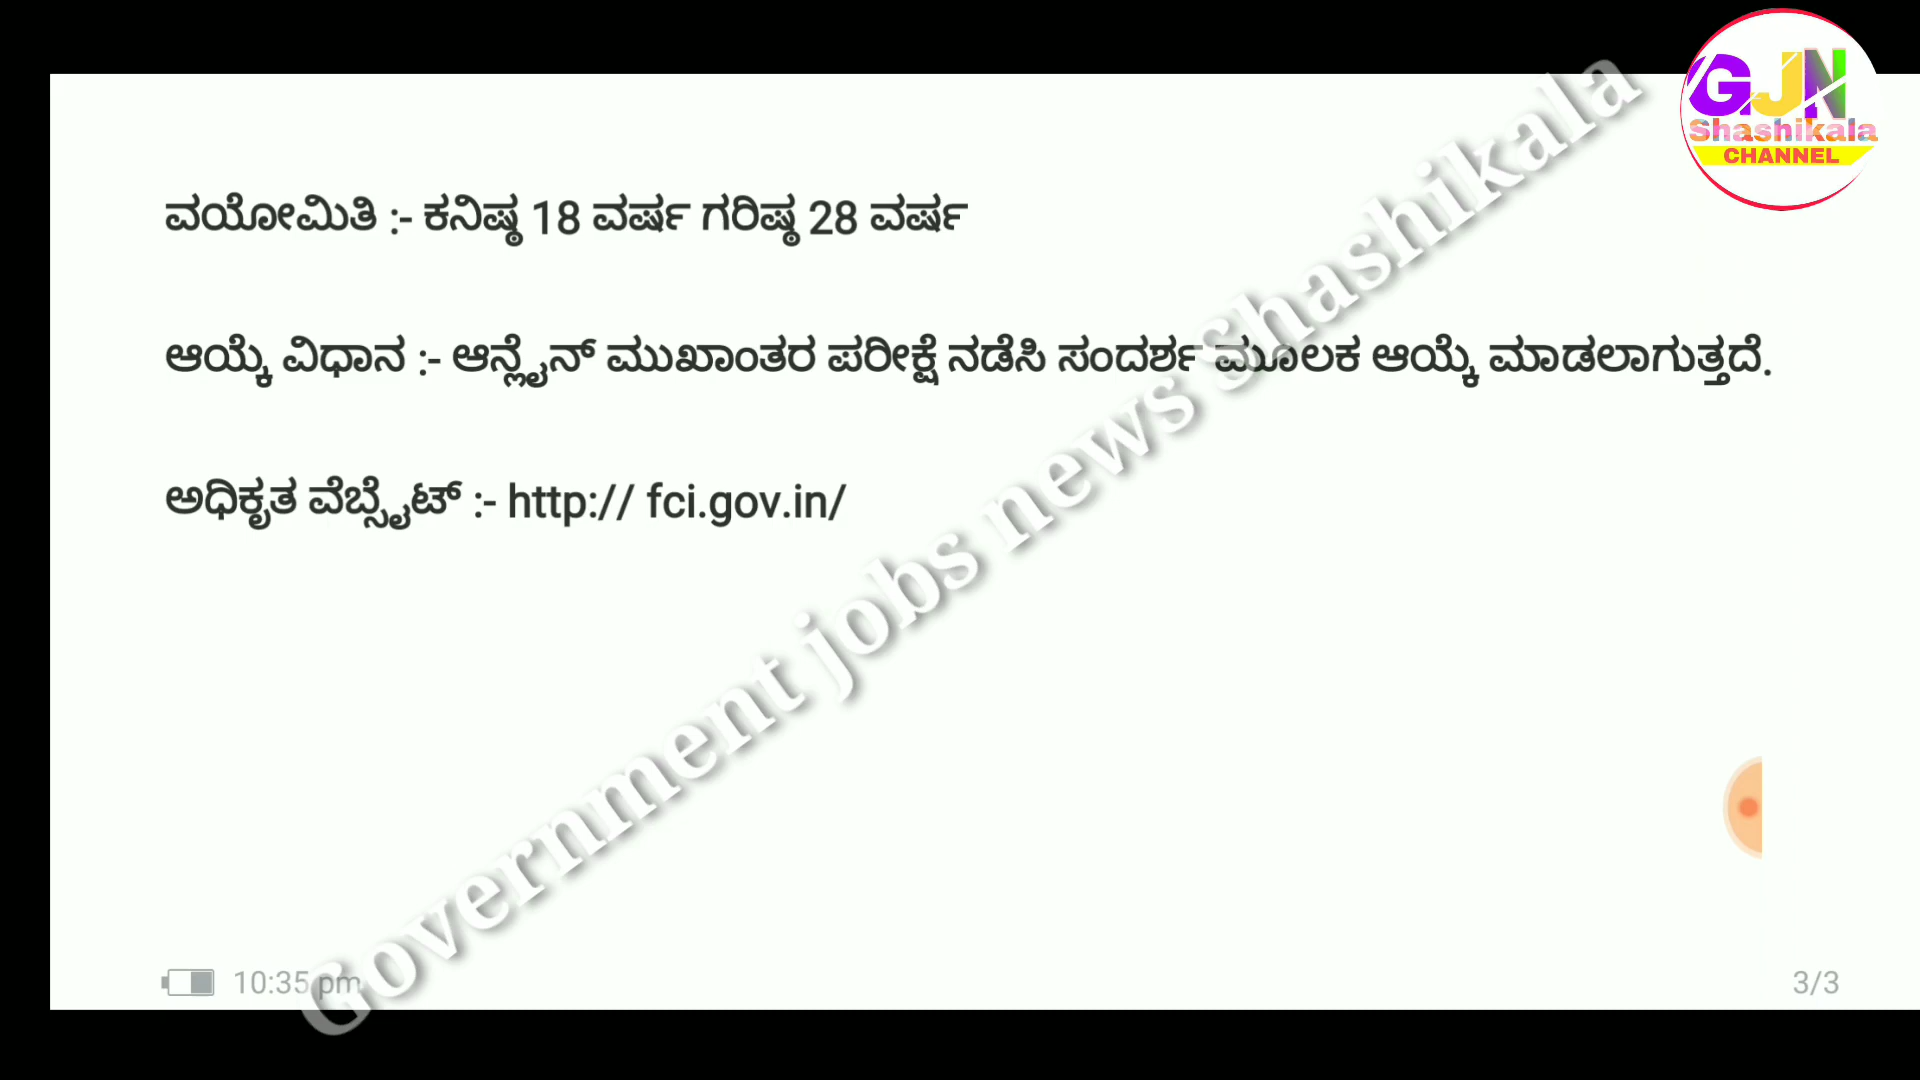 GJN
Shashikala
CHANNEL
ವಯೋಮಿತಿ :- ಕನಿಷ್ಠ 18 ವರ್ಷ ಗರಿಷ್ಠ 28 ವರ್ಷ
ಆಯ್ಕೆ ವಿಧಾನ :- ಆನ್ಲೈನ್ ಮುಖಾಂತರ ಪರೀಕ್ಷೆ ನಡೆಸಿ ಸಂದರ್ಶ ಮೂಲಕ ಆಯ್ಕೆ ಮಾಡಲಾಗುತ್ತದೆ.
ಅಧಿಕೃತ ವೆಬ್ಸೈಟ್ :- http:// fci.gov.in/
Government jobs news Shashikala
10:35 pm
3/3